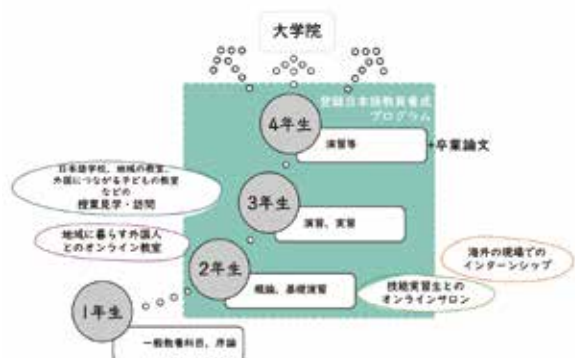 大学院
登録日本語教員養成
プログラム
4年生
演習等
+卒業論文
日本語学校、地域の教室、
外国につながる子どもの教室
などの
授業見学・訪問
3年生
演習、実習
地域に暮らす外国人
とのオンライン教室
海外の現場での
インターンシップ
2年生
概論、基礎演習
技能実習生との
オンラインサロン
1年生
一般教養科目、序論